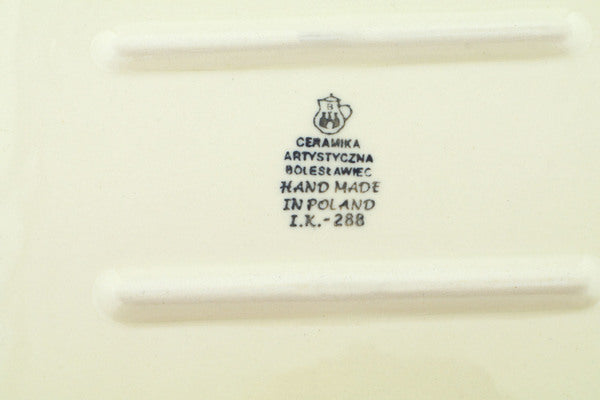 B
CERAMIKA
ARTYSTYCZNA
BOLESŁAWIEC
HAND MADE
IN POLAND
I.K.-288